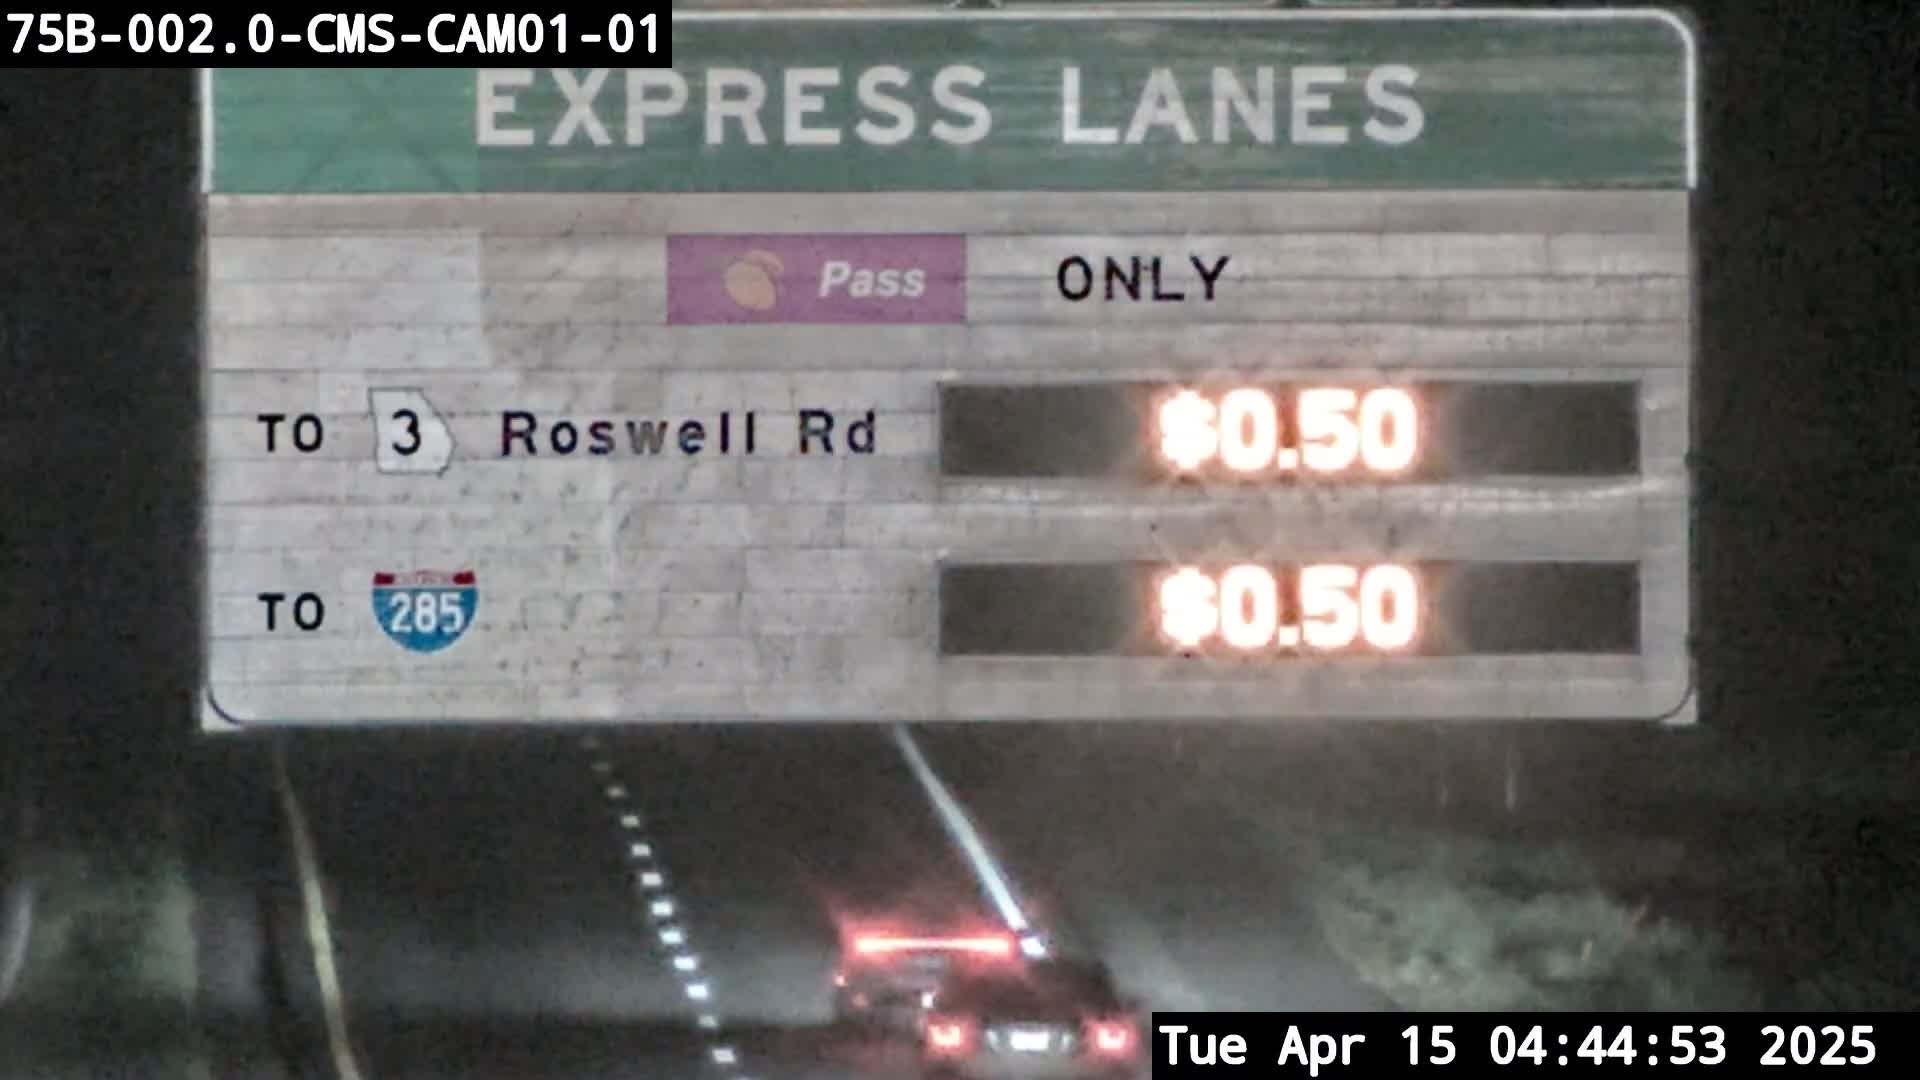 75B-002.0-CMS-CAM01-01
EXPRESS LANES
Pass ONLY
TO 3 Roswell Rd $0.50
TO 285 $0.50
Tue Apr 15 04:44:53 2025